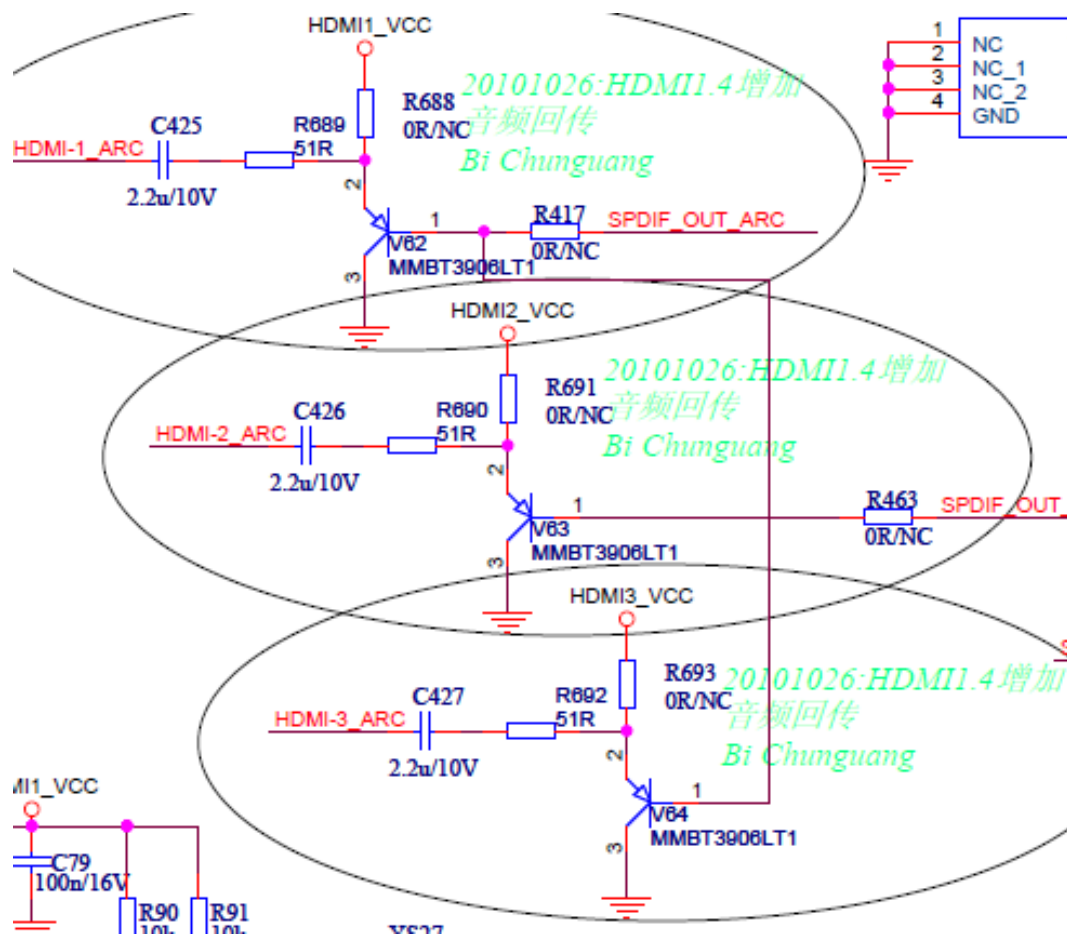 HDMI1_VCC
R688
0R/NC
20101026:HDMI1.4增加
音频回传
Bi Chunguang
C425
R689
51R
HDMI-1_ARC
2.2u/10V
2
1
V62
MMBT3906LT1
3
R417
0R/NC
SPDIF_OUT_ARC
1
2
3
4
NC
NC_1
NC_2
GND
HDMI2_VCC
R691
0R/NC
20101026:HDMI1.4增加
音频回传
Bi Chunguang
C426
R690
51R
HDMI-2_ARC
2.2u/10V
2
1
V63
MMBT3906LT1
3
R463
0R/NC
SPDIF_OUT_
HDMI3_VCC
R693
0R/NC
20101026:HDMI1.4增加
音频回传
Bi Chunguang
C427
R692
51R
HDMI-3_ARC
2.2u/10V
2
1
V64
MMBT3906LT1
3
MI1_VCC
C79
100n/16V
R90
10k
R91
10k